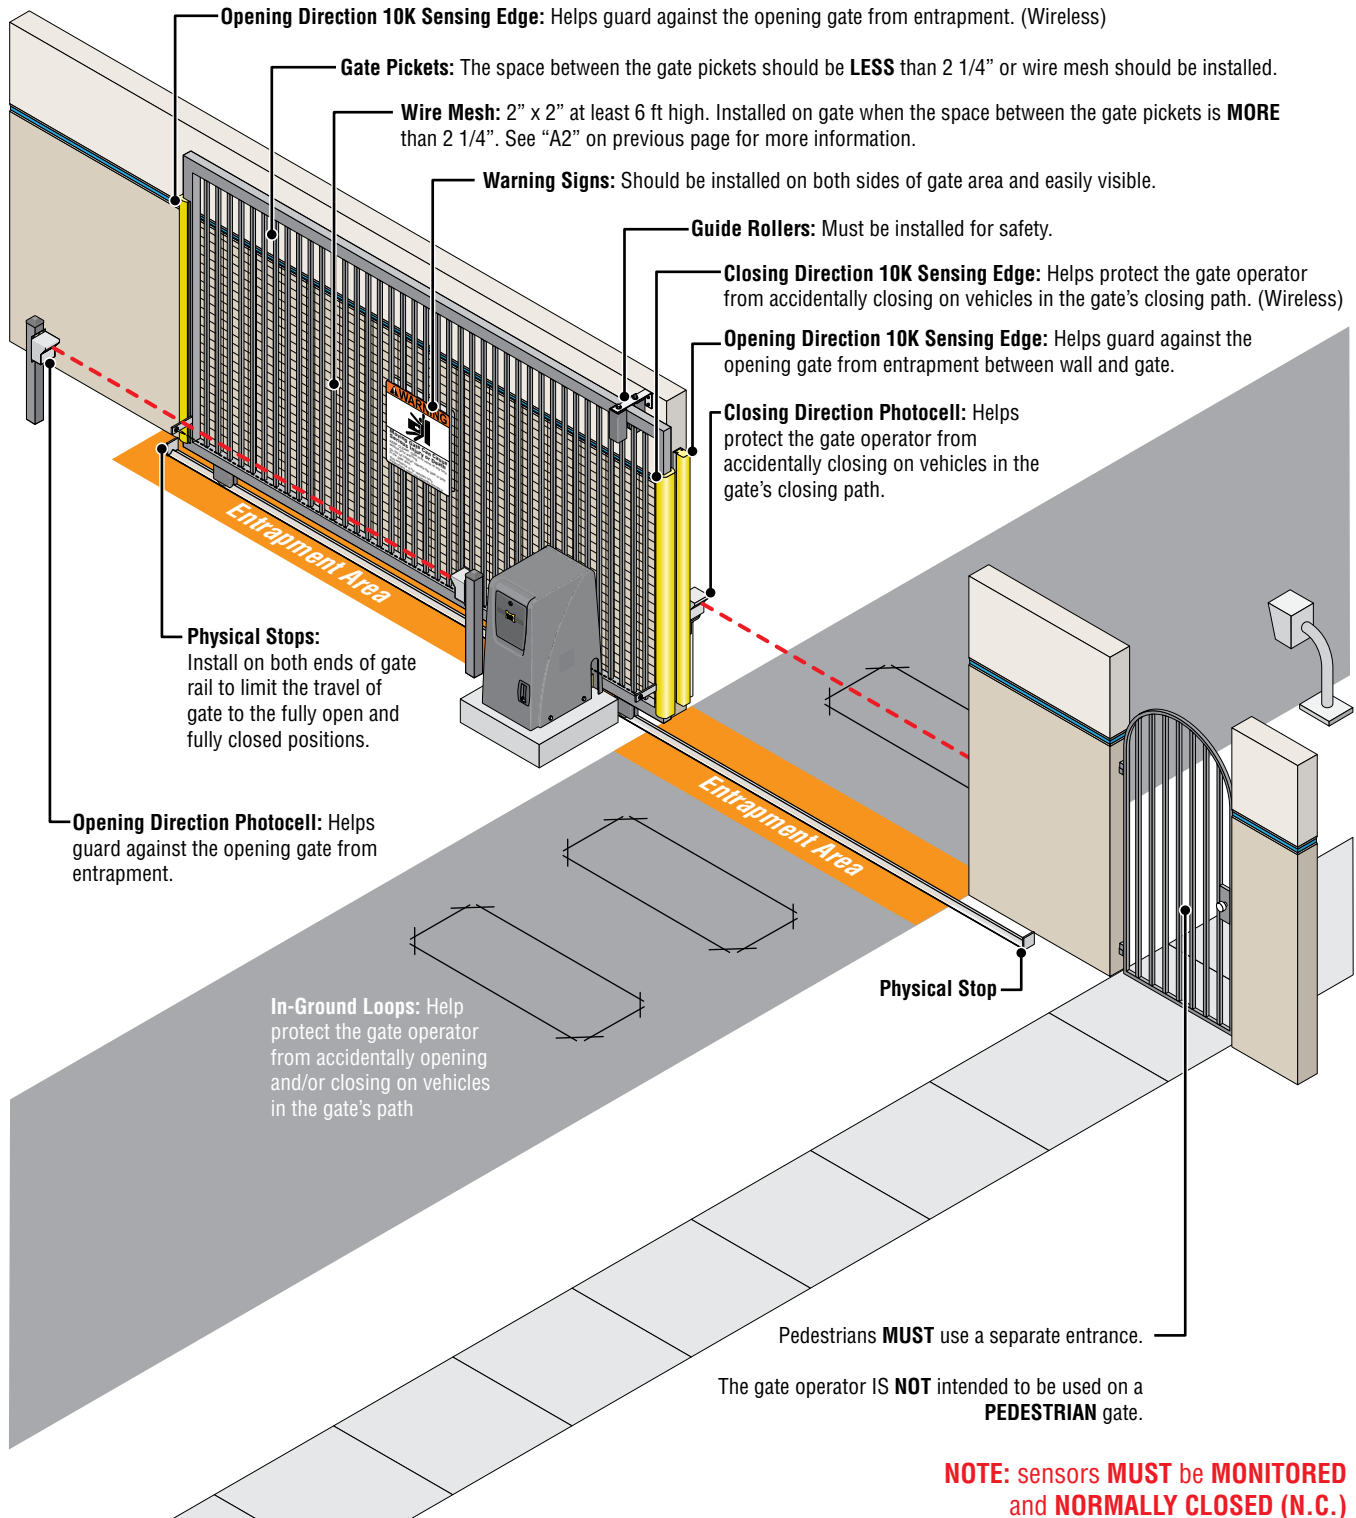 Opening Direction 10K Sensing Edge: Helps guard against the opening gate from entrapment. (Wireless)
Gate Pickets: The space between the gate pickets should be LESS than 2 1/4” or wire mesh should be installed.
Wire Mesh: 2” x 2” at least 6 ft high. Installed on gate when the space between the gate pickets is MORE
than 2 1/4”. See “A2” on previous page for more information.
Warning Signs: Should be installed on both sides of gate area and easily visible.
Guide Rollers: Must be installed for safety.
Closing Direction 10K Sensing Edge: Helps protect the gate operator
from accidentally closing on vehicles in the gate’s closing path. (Wireless)
Opening Direction 10K Sensing Edge: Helps guard against the
opening gate from entrapment between wall and gate.
Closing Direction Photocell: Helps
protect the gate operator from
accidentally closing on vehicles in the
gate’s closing path.
WARNING
Entrapment Area
Physical Stops:
Install on both ends of gate
rail to limit the travel of
gate to the fully open and
fully closed positions.
Opening Direction Photocell: Helps
guard against the opening gate from
entrapment.
Entrapment Area
Physical Stop
In-Ground Loops: Help
protect the gate operator
from accidentally opening
and/or closing on vehicles
in the gate’s path
Pedestrians MUST use a separate entrance.
The gate operator IS NOT intended to be used on a
PEDESTRIAN gate.
NOTE: sensors MUST be MONITORED
and NORMALLY CLOSED (N.C.)